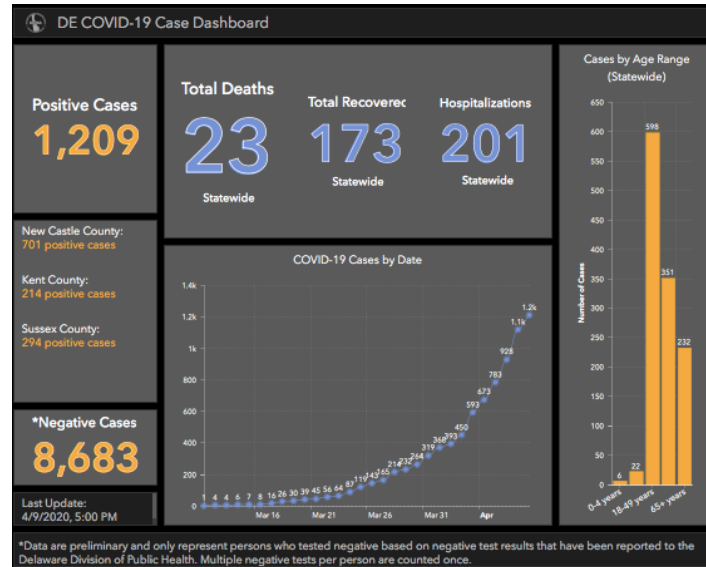 DE COVID-19 Case Dashboard
Positive Cases
1,209
Total Deaths
23
Statewide
Total Recovered
173
Statewide
Hospitalizations
201
Statewide
New Castle County:
701 positive cases
Kent County:
214 positive cases
Sussex County:
294 positive cases
*Negative Cases
8,683
Last Update:
4/9/2020, 5:00 PM
COVID-19 Cases by Date
1.4k
1.2k
1k
800
600
400
200
0
1 4 4 6 7 8 16 26 30 39 45 56 64 87 119 143 165 214 232 264 319 368 393 450 593 673 783 928 1.1k 1.2k
Mar 16 Mar 21 Mar 26 Mar 31 Apr
Cases by Age Range
(Statewide)
Number of Cases
650
600
550
500
450
400
350
300
250
200
150
100
50
0
6 22 598 351 232
0-4 years 18-49 years 65+ years
*Data are preliminary and only represent persons who tested negative based on negative test results that have been reported to the
Delaware Division of Public Health. Multiple negative tests per person are counted once.